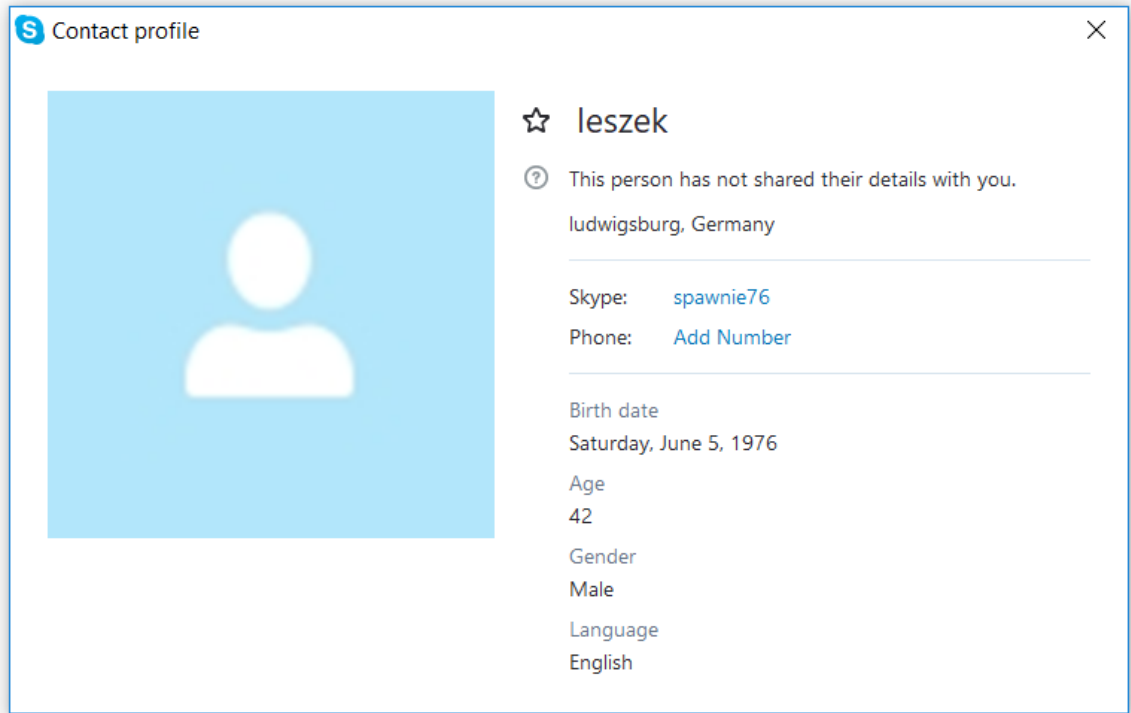 Contact profile
leszek
This person has not shared their details with you.
ludwigsburg, Germany
Skype: spawnie76
Phone: Add Number
Birth date
Saturday, June 5, 1976
Age
42
Gender
Male
Language
English